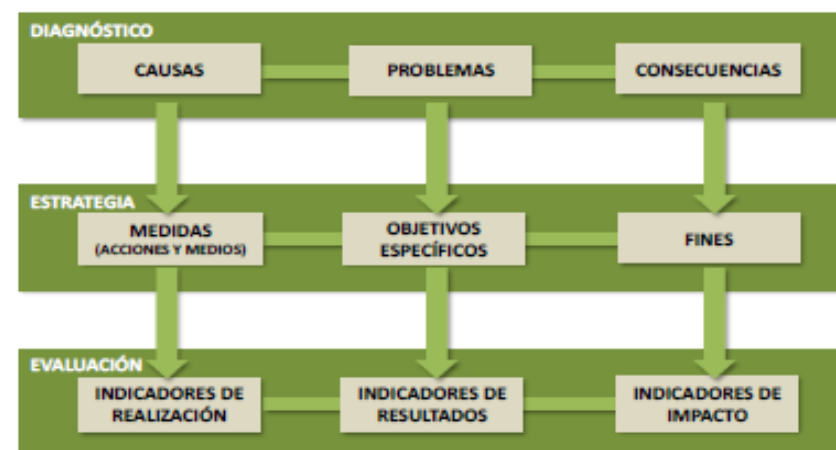 DIAGNÓSTICO
CAUSAS
PROBLEMAS
CONSECUENCIAS
ESTRATEGIA
MEDIDAS
(ACCIONES Y MEDIOS)
OBJETIVOS
ESPECÍFICOS
FINES
EVALUACIÓN
INDICADORES DE
REALIZACIÓN
INDICADORES DE
RESULTADOS
INDICADORES DE
IMPACTO